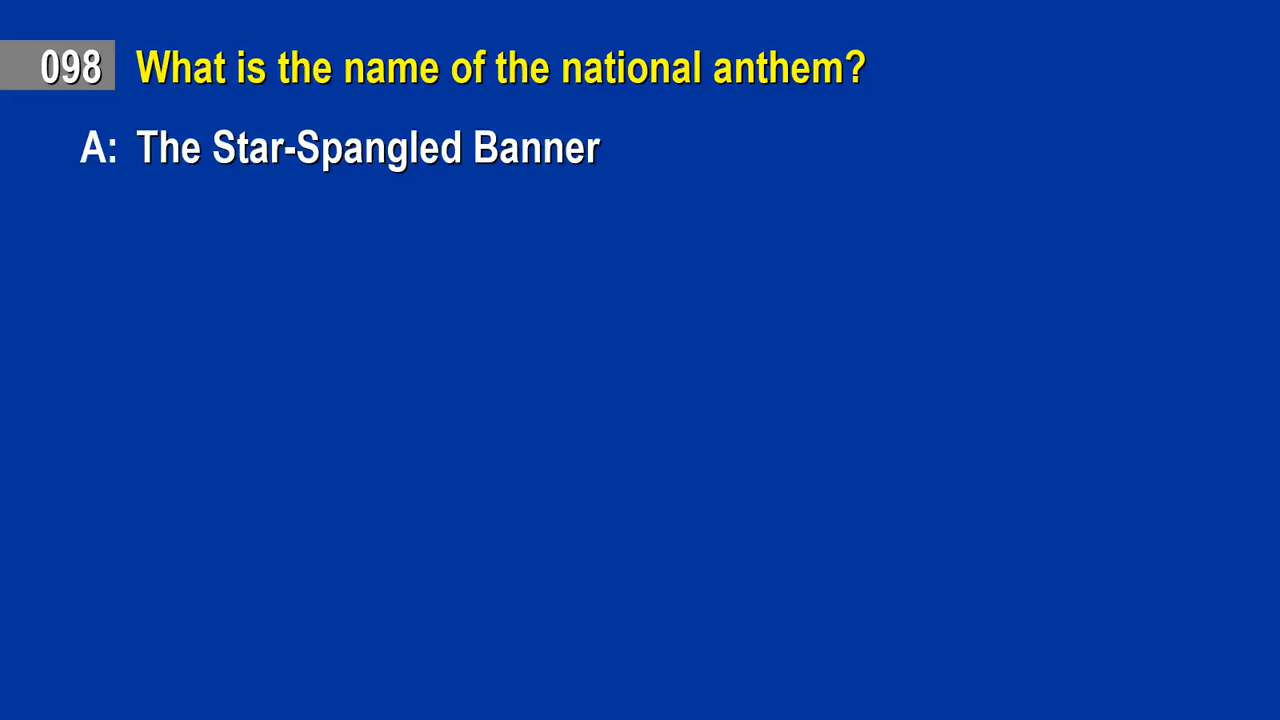 098 What is the name of the national anthem?
A: The Star-Spangled Banner